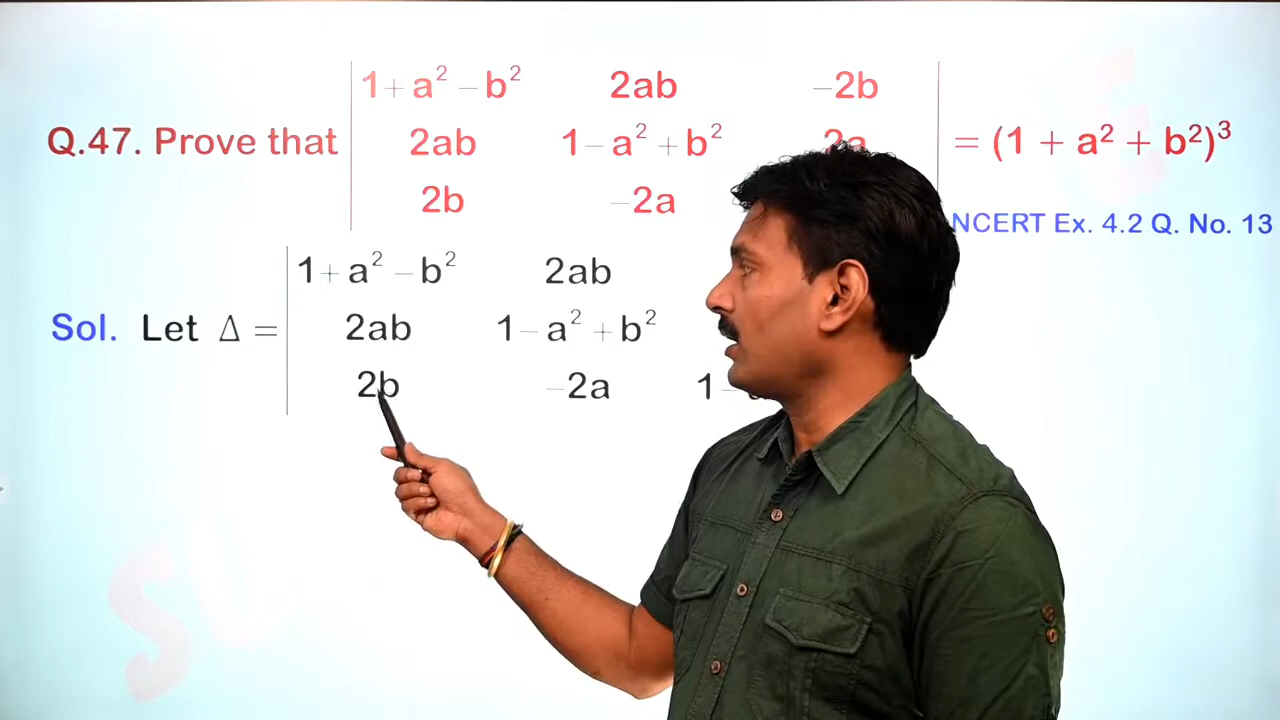 1+ a² – b² 2ab –2b
Q.47. Prove that 2ab 1– a² + b² 2a = (1 + a² + b²)³
2b –2a
NCERT Ex. 4.2 Q. No. 13
1+ a² – b² 2ab
Sol. Let Δ = 2ab 1– a² + b²
2b –2a 1 –